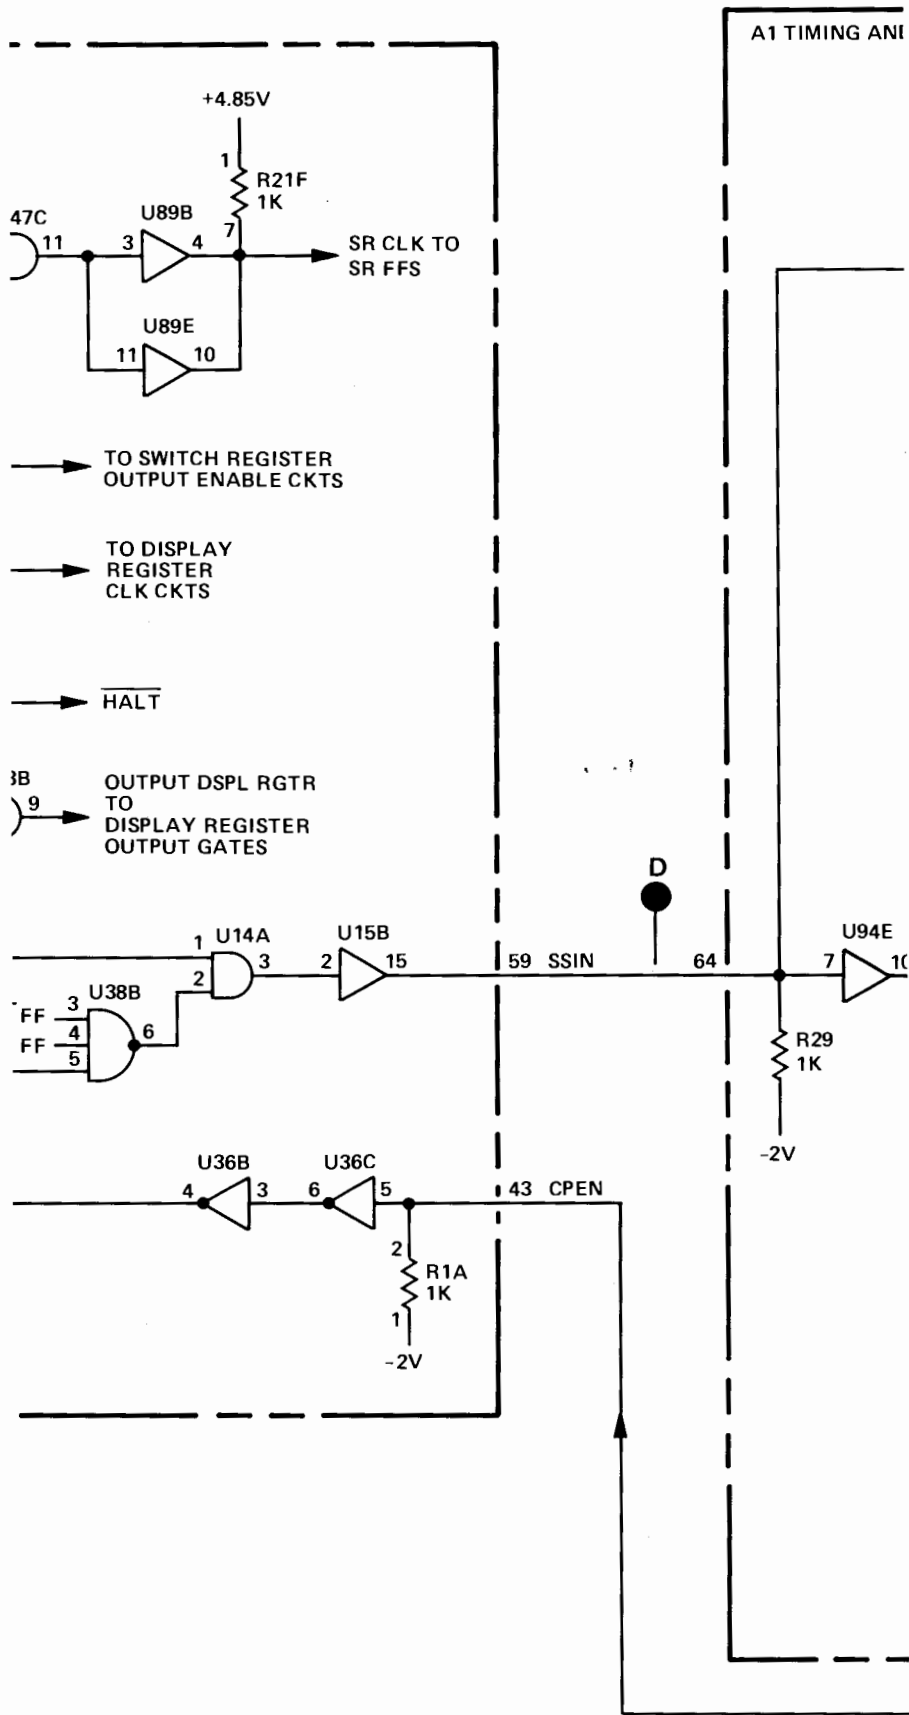 A1 TIMING AND
+4.85V
1
R21F
1K
7
47C
11
U89B
3
4
SR CLK TO
SR FFS
U89E
11
10
TO SWITCH REGISTER
OUTPUT ENABLE CKTS
TO DISPLAY
REGISTER
CLK CKTS
HALT
9
OUTPUT DSPL RGTR
TO
DISPLAY REGISTER
OUTPUT GATES
D
U14A
1
2
3
U15B
2
15
59 SSIN
64
U94E
7
10
U38B
FF
3
FF
4
5
6
R29
1K
-2V
U36B
4
3
U36C
6
5
43 CPEN
2
R1A
1K
1
-2V